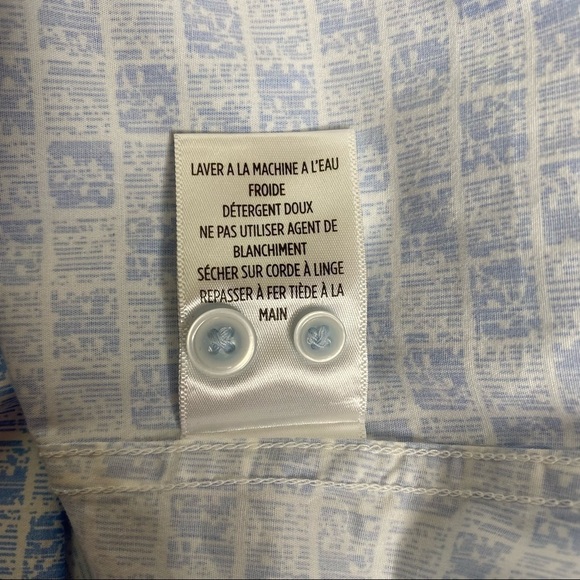 LAVER A LA MACHINE A L'EAU
FROIDE
DÉTERGENT DOUX
NE PAS UTILISER AGENT DE
BLANCHIMENT
SÉCHER SUR CORDE À LINGE
REPASSER À FER TIÈDE À LA
MAIN